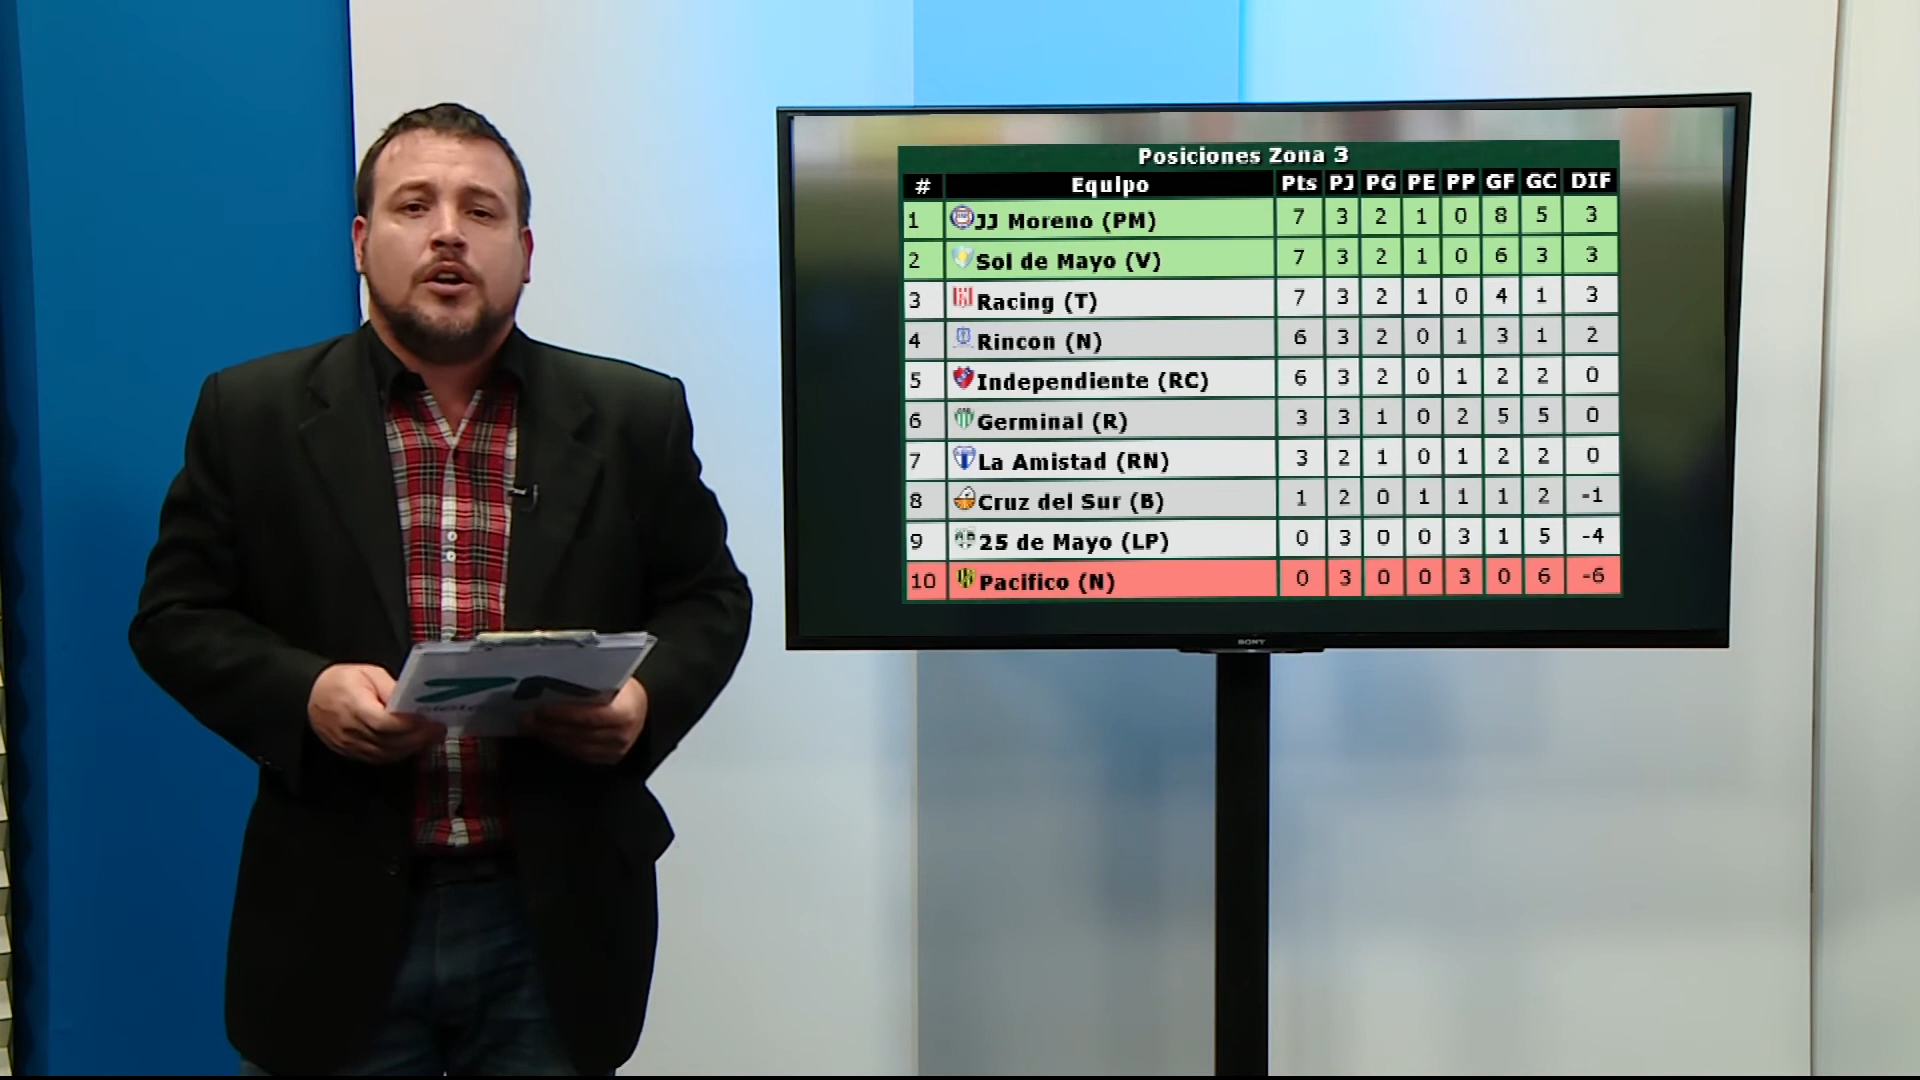 Posiciones Zona 3
# Equipo Pts PJ PG PE PP GF GC DIF
1 JJ Moreno (PM) 7 3 2 1 0 8 5 3
2 Sol de Mayo (V) 7 3 2 1 0 6 3 3
3 Racing (T) 7 3 2 1 0 4 1 3
4 Rincon (N) 6 3 2 0 1 3 1 2
5 Independiente (RC) 6 3 2 0 1 2 2 0
6 Germinal (R) 3 3 1 0 2 5 5 0
7 La Amistad (RN) 3 2 1 0 1 2 2 0
8 Cruz del Sur (B) 1 2 0 1 1 1 2 -1
9 25 de Mayo (LP) 0 3 0 0 3 1 5 -4
10 Pacifico (N) 0 3 0 0 3 0 6 -6
SONY